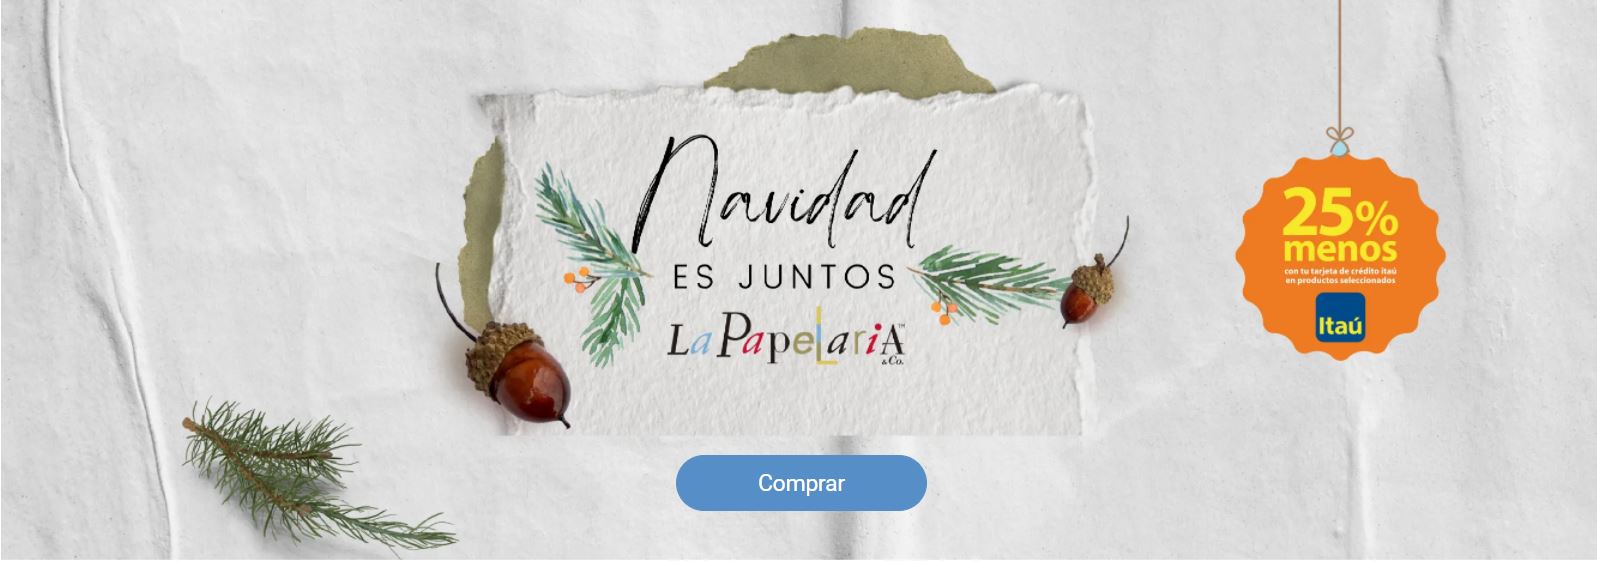 Navidad
ES JUNTOS
LaPapeLariA™
& Co.
25%
menos
con tu tarjeta de crédito itaú
en productos seleccionados
Itaú
Comprar